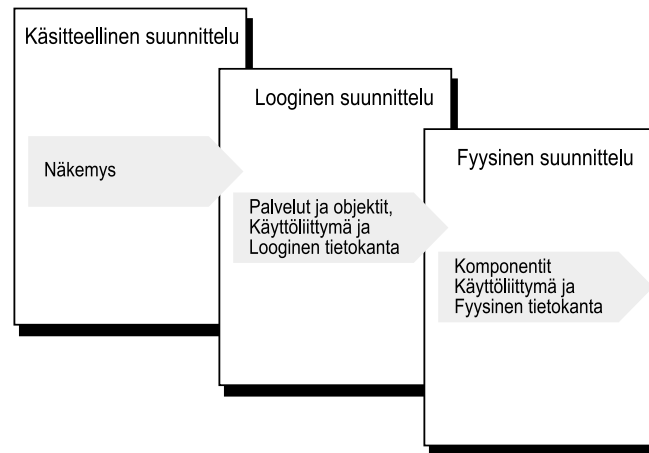 Käsitteellinen suunnittelu
Näkemys
Looginen suunnittelu
Palvelut ja objektit,
Käyttöliittymä ja
Looginen tietokanta
Fyysinen suunnittelu
Komponentit
Käyttöliittymä ja
Fyysinen tietokanta